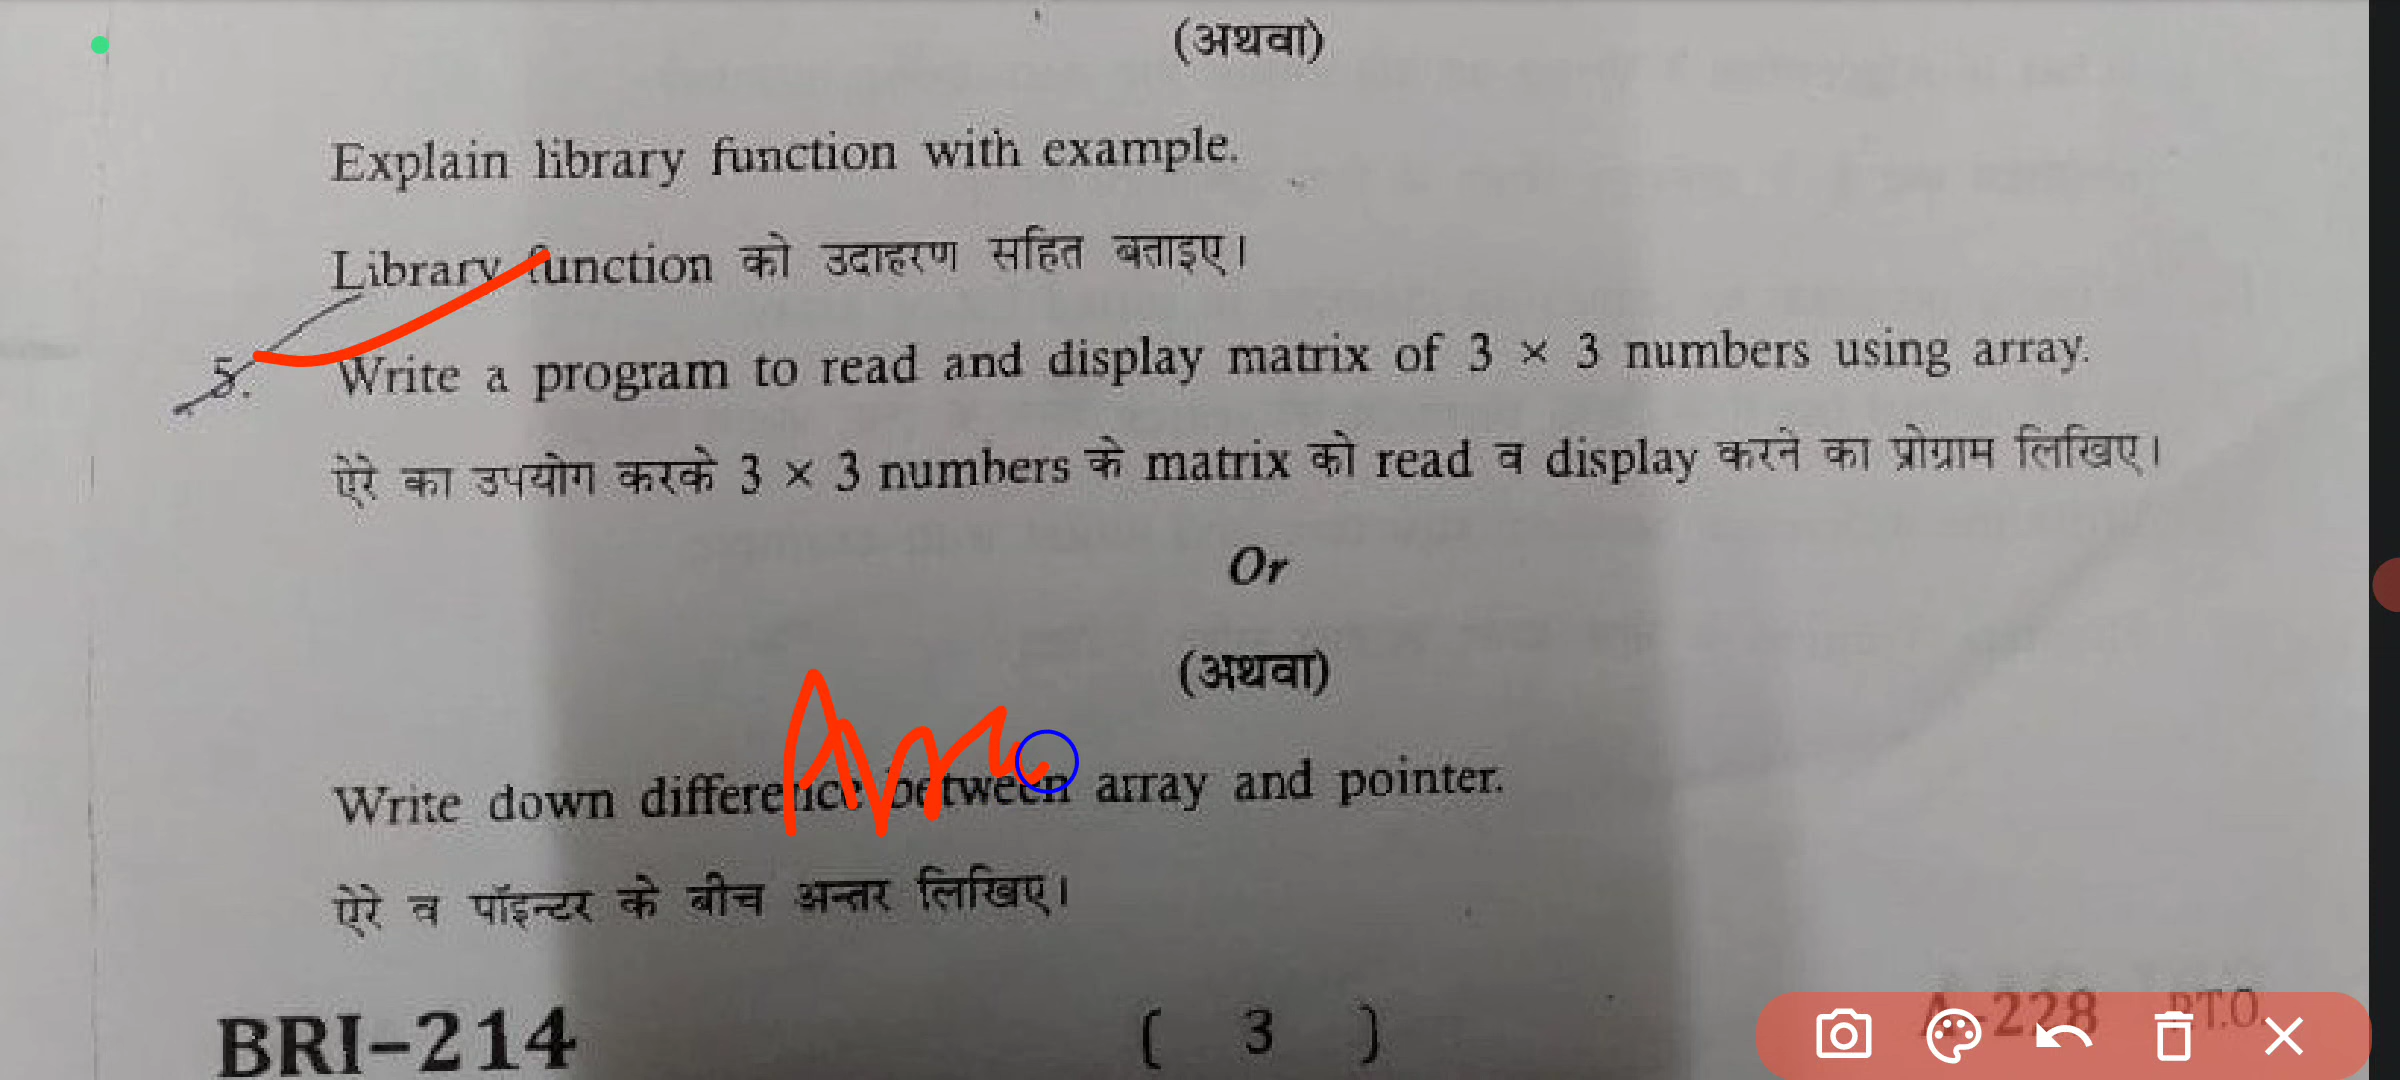 (अथवा)
Explain library function with example.
Library function को उदाहरण सहित बताइए।
5. Write a program to read and display matrix of 3 × 3 numbers using array.
ऐरे का उपयोग करके 3 × 3 numbers के matrix को read व display करने का प्रोग्राम लिखिए।
Or
(अथवा)
Write down difference between array and pointer.
ऐरे व पॉइन्टर के बीच अन्तर लिखिए।
BRI-214 ( 3 ) A-228 P.T.O.